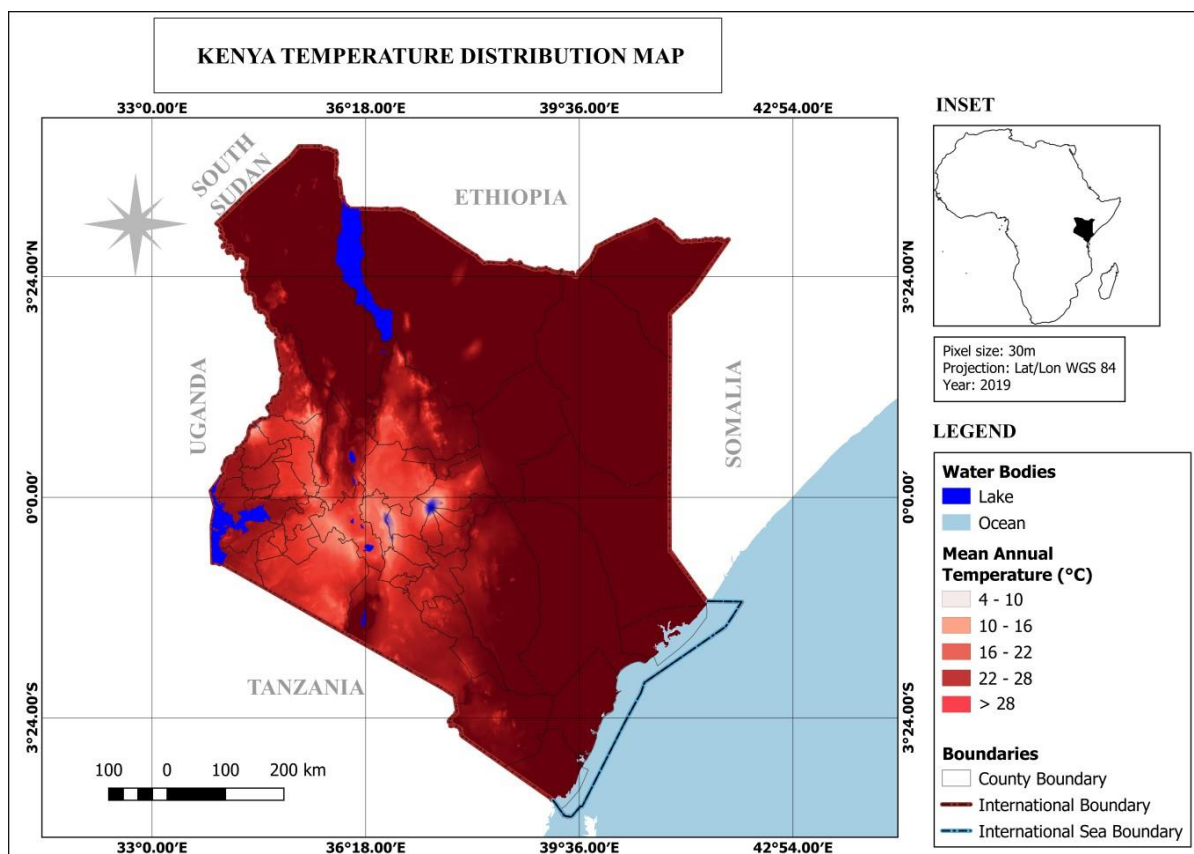 KENYA TEMPERATURE DISTRIBUTION MAP
33°0.00′E 36°18.00′E 39°36.00′E 42°54.00′E
SOUTH
SUDAN
ETHIOPIA
3°24.00′N 3°24.00′N
UGANDA
SOMALIA
0°0.00′ 0°0.00′
TANZANIA
3°24.00′S 3°24.00′S
100 0 100 200 km
33°0.00′E 36°18.00′E 39°36.00′E 42°54.00′E
INSET
Pixel size: 30m
Projection: Lat/Lon WGS 84
Year: 2019
LEGEND
Water Bodies
Lake
Ocean
Mean Annual
Temperature (°C)
4 - 10
10 - 16
16 - 22
22 - 28
> 28
Boundaries
County Boundary
International Boundary
International Sea Boundary